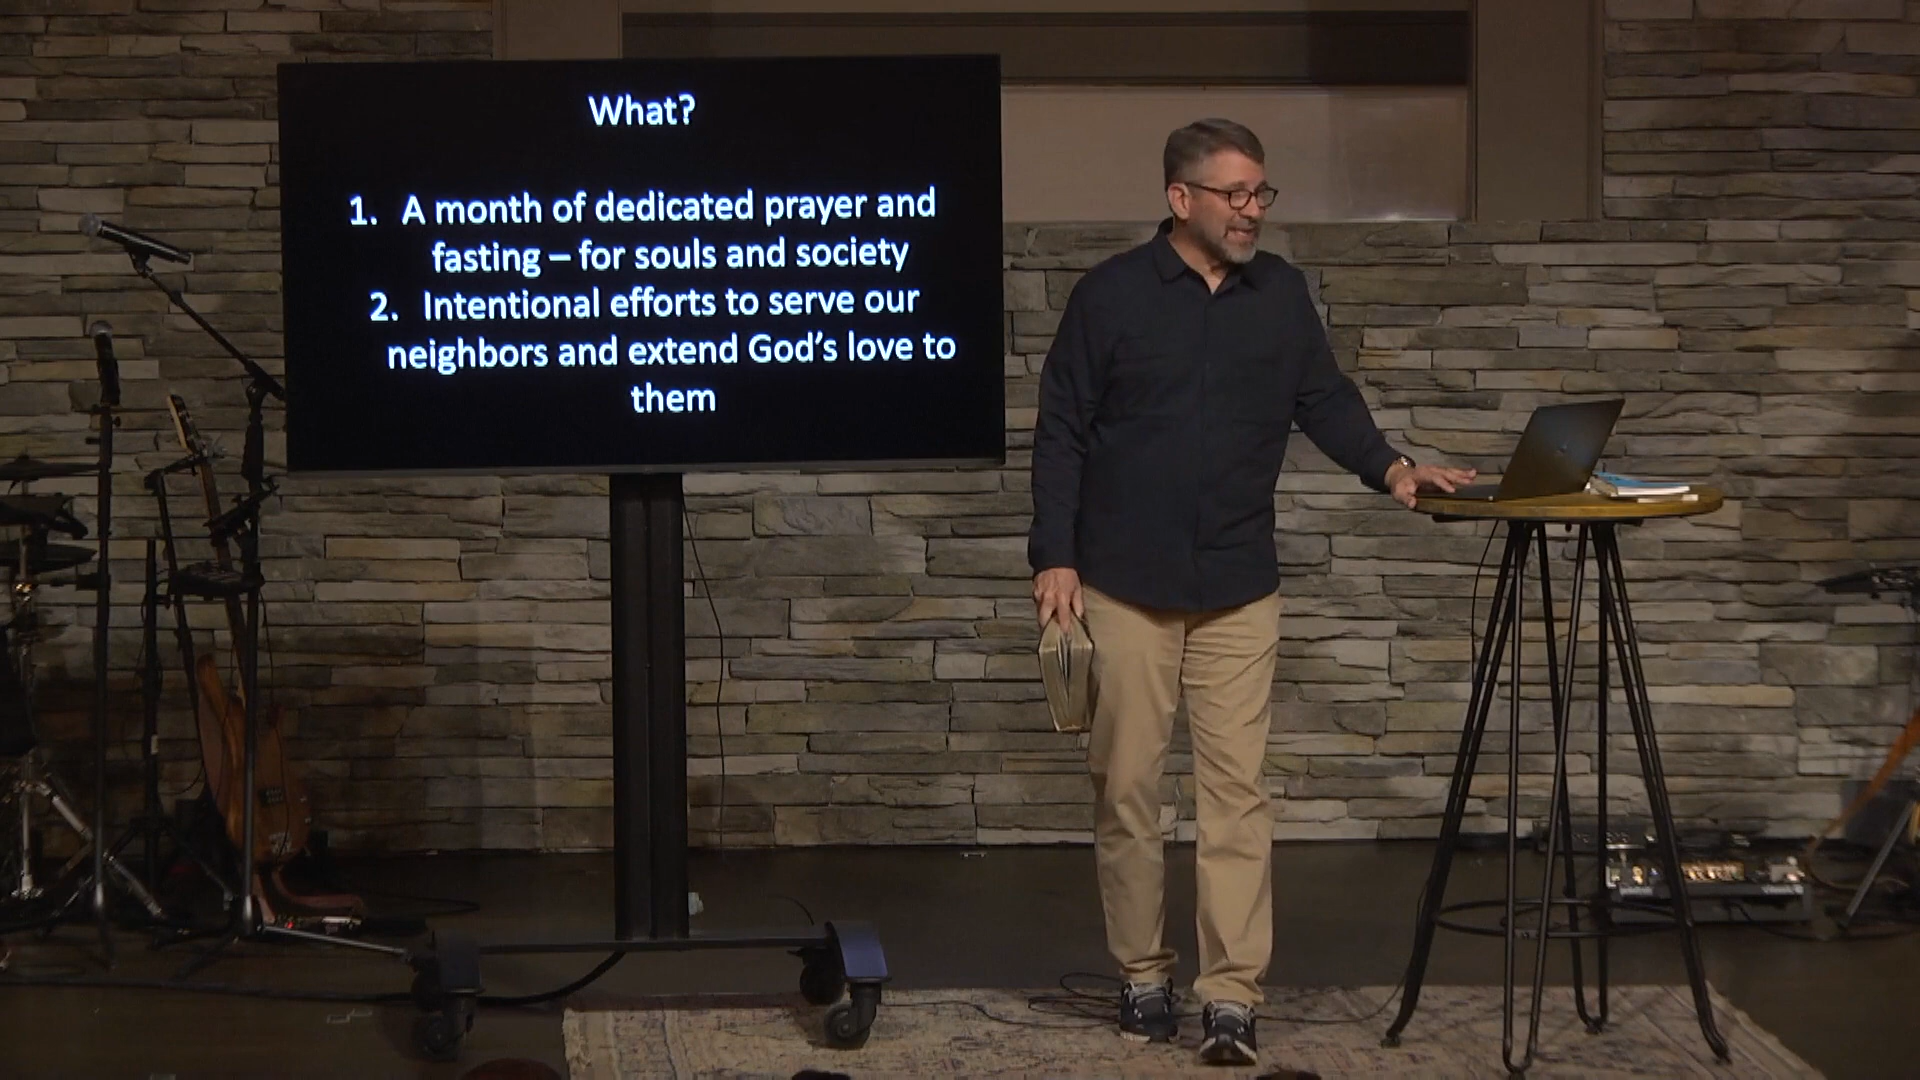 What?
1. A month of dedicated prayer and
fasting – for souls and society
2. Intentional efforts to serve our
neighbors and extend God's love to
them